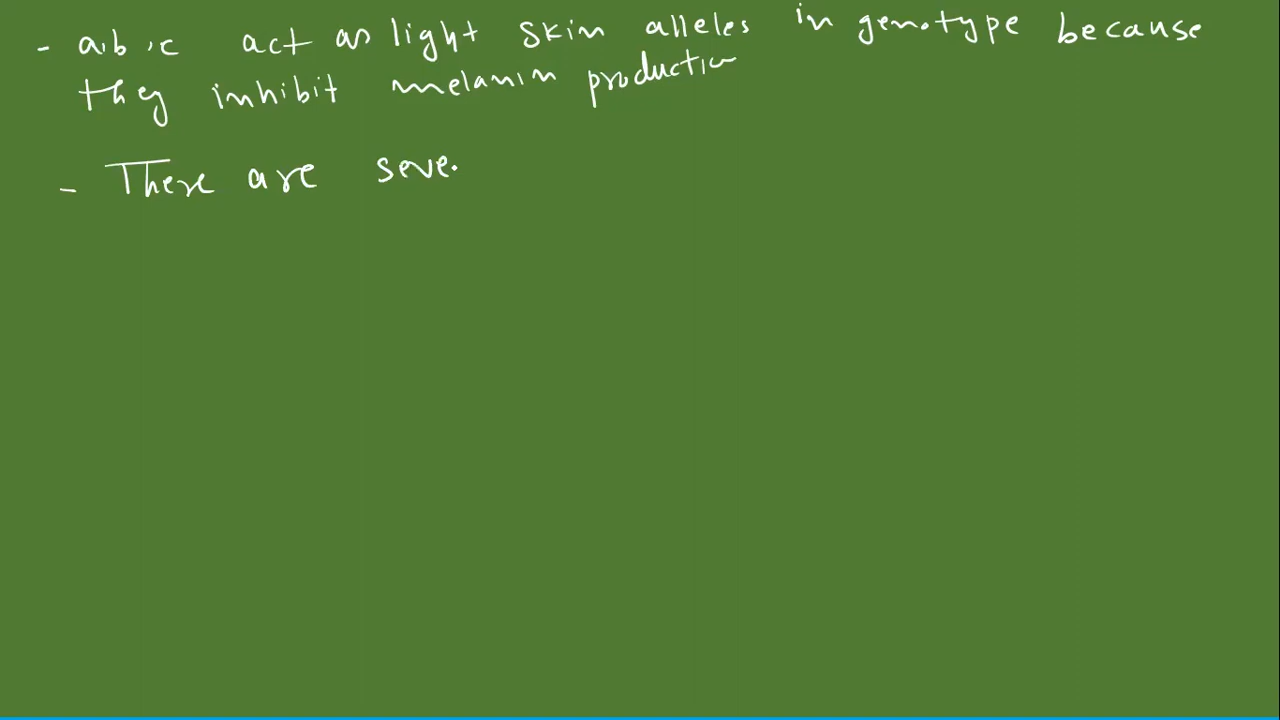 - a,b,c act as light skin alleles in genotype because
they inhibit melanin productio
- There are seve